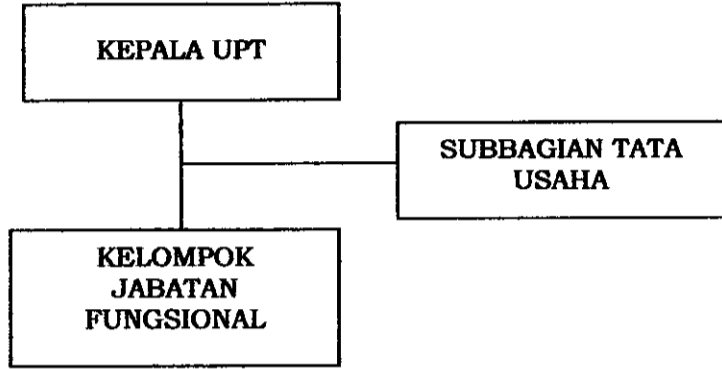 KEPALA UPT
SUBBAGIAN TATA
USAHA
KELOMPOK
JABATAN
FUNGSIONAL